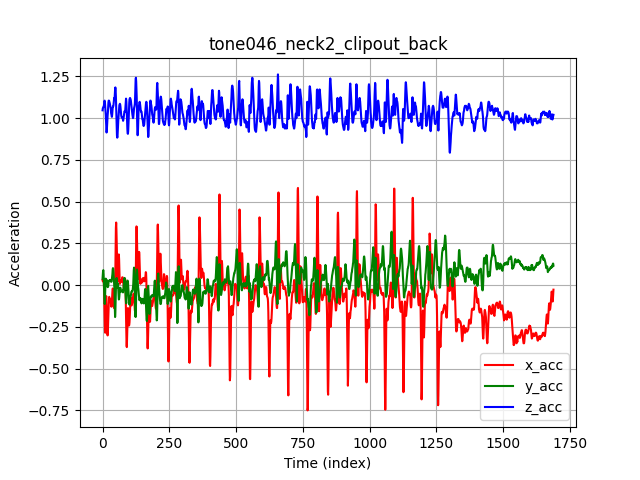 tone046_neck2_clipout_back
1.25
1.00
0.75
0.50
0.25
0.00
−0.25
−0.50
−0.75
Acceleration
0 250 500 750 1000 1250 1500 1750
Time (index)
x_acc
y_acc
z_acc